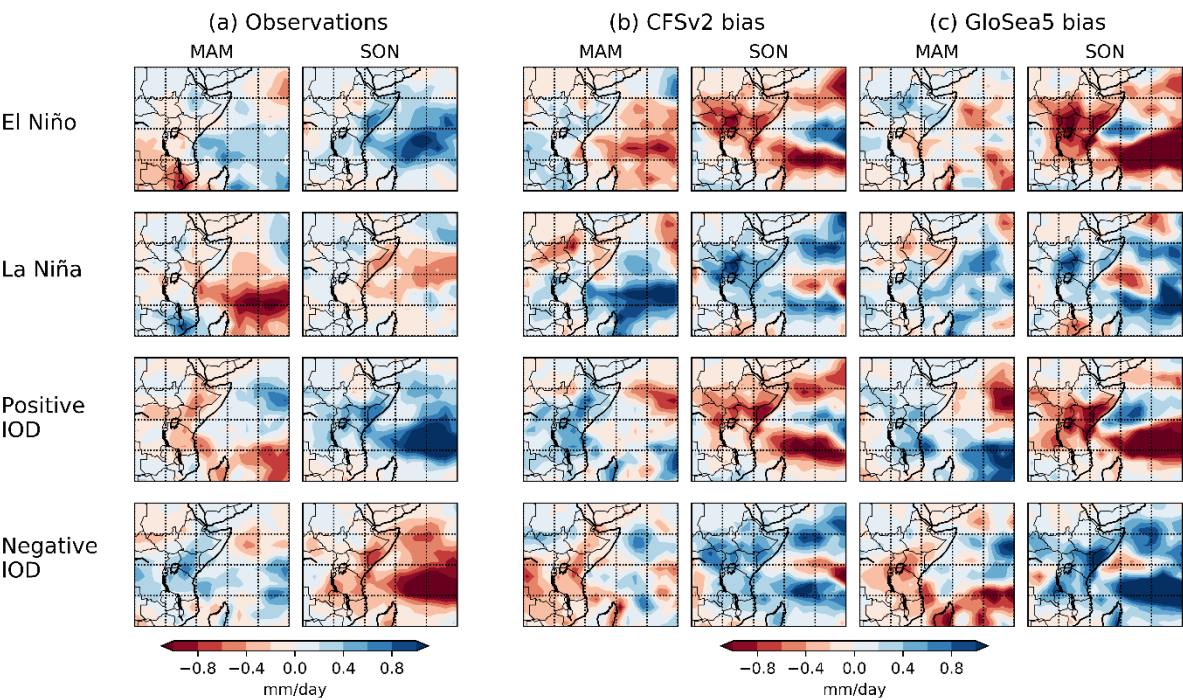 (a) Observations (b) CFSv2 bias (c) GloSea5 bias
MAM SON MAM SON MAM SON
El Niño
La Niña
Positive
IOD
Negative
IOD
−0.8 −0.4 0.0 0.4 0.8 −0.8 −0.4 0.0 0.4 0.8
mm/day mm/day